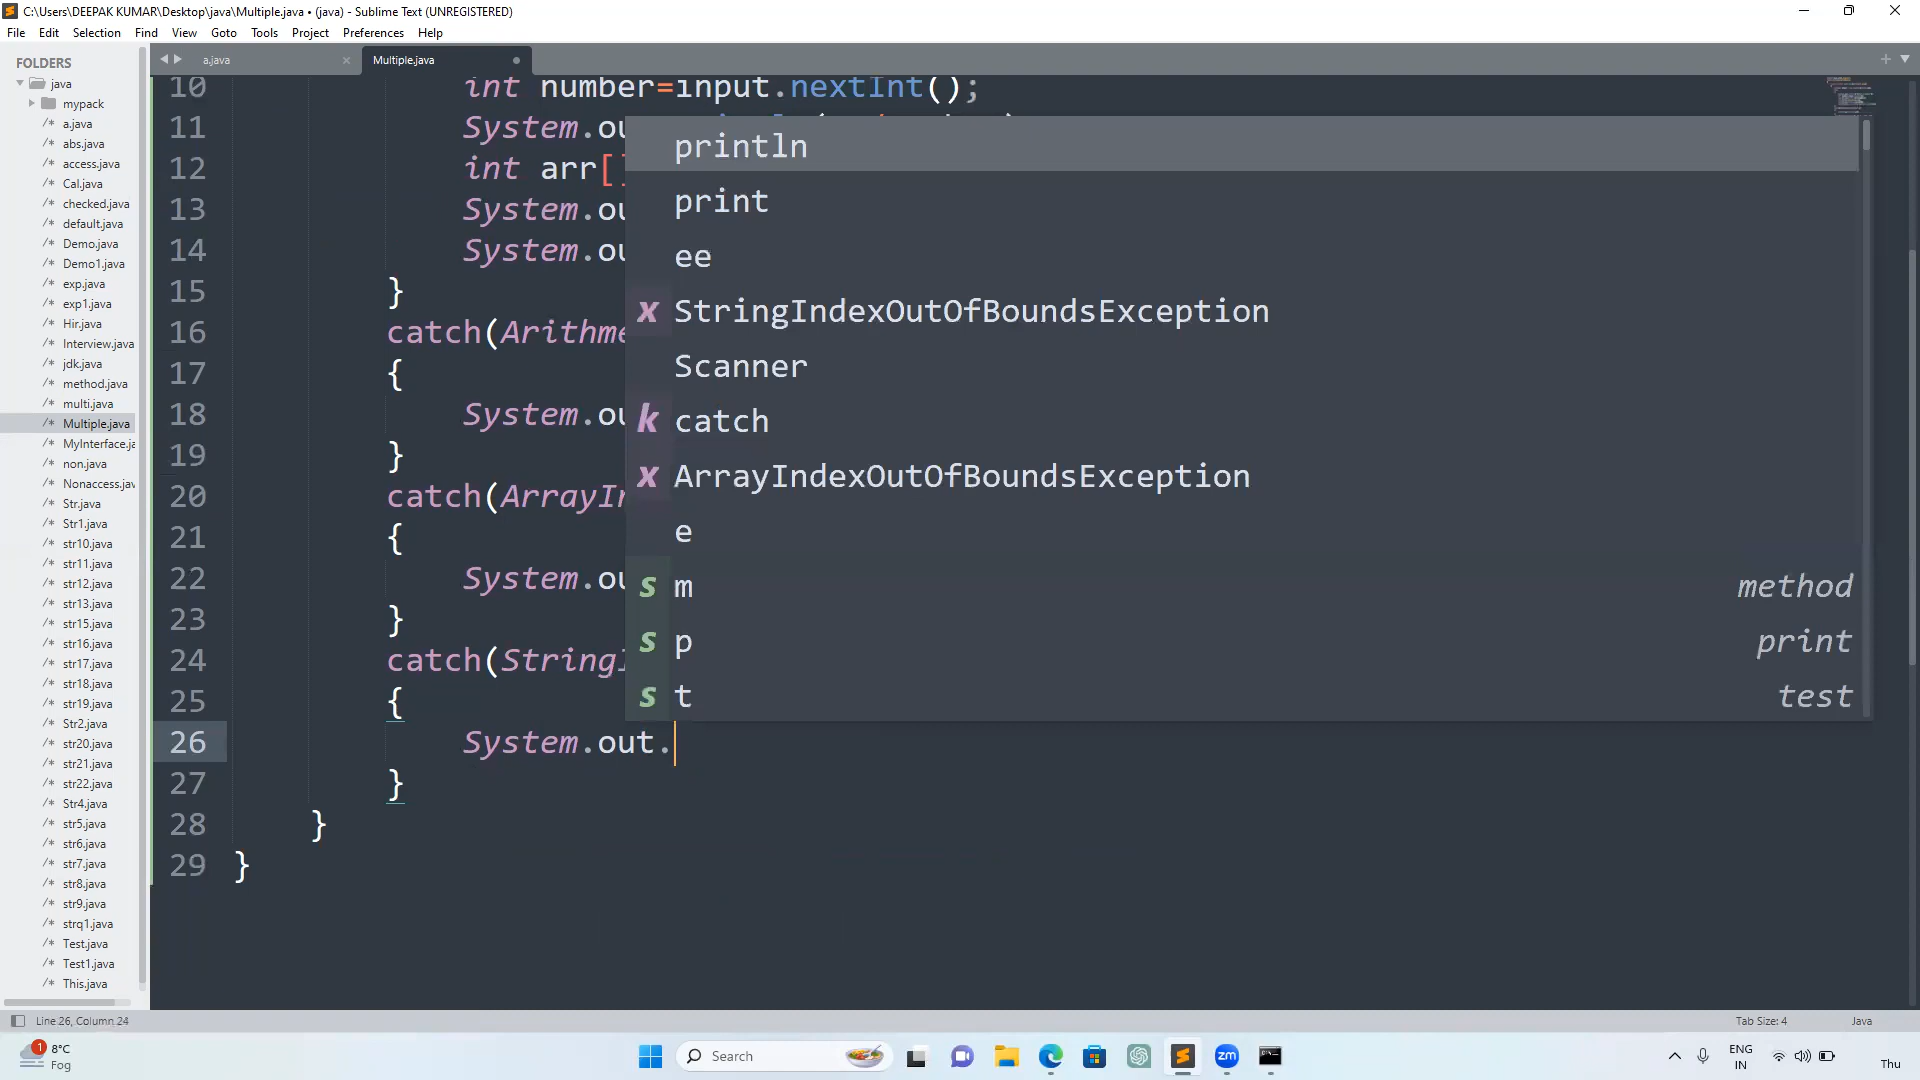 C:\Users\DEEPAK KUMAR\Desktop\java\Multiple.java • (java) - Sublime Text (UNREGISTERED)
File Edit Selection Find View Goto Tools Project Preferences Help
FOLDERS
java
mypack
a.java
abs.java
access.java
Cal.java
checked.java
default.java
Demo.java
Demo1.java
exp.java
exp1.java
Hir.java
Interview.java
jdk.java
method.java
multi.java
Multiple.java
MyInterface.ja
non.java
Nonaccess.jav
Str.java
Str1.java
str10.java
str11.java
str12.java
str13.java
str15.java
str16.java
str17.java
str18.java
str19.java
Str2.java
str20.java
str21.java
str22.java
Str4.java
str5.java
str6.java
str7.java
str8.java
str9.java
strq1.java
Test.java
Test1.java
This.java
a.java
Multiple.java
10 int number=input.nextInt();
11 System.ou
12 int arr[]
13 System.ou
14 System.ou
15 }
16 catch(Arithme
17 {
18 System.ou
19 }
20 catch(ArrayIn
21 {
22 System.ou
23 }
24 catch(StringI
25 {
26 System.out.
27 }
28 }
29 }
println
print
ee
x StringIndexOutOfBoundsException
Scanner
k catch
x ArrayIndexOutOfBoundsException
e
s m method
s p print
s t test
Line 26, Column 24
Tab Size: 4 Java
1
8°C
Fog
Search
zm
ENG
IN
Thu